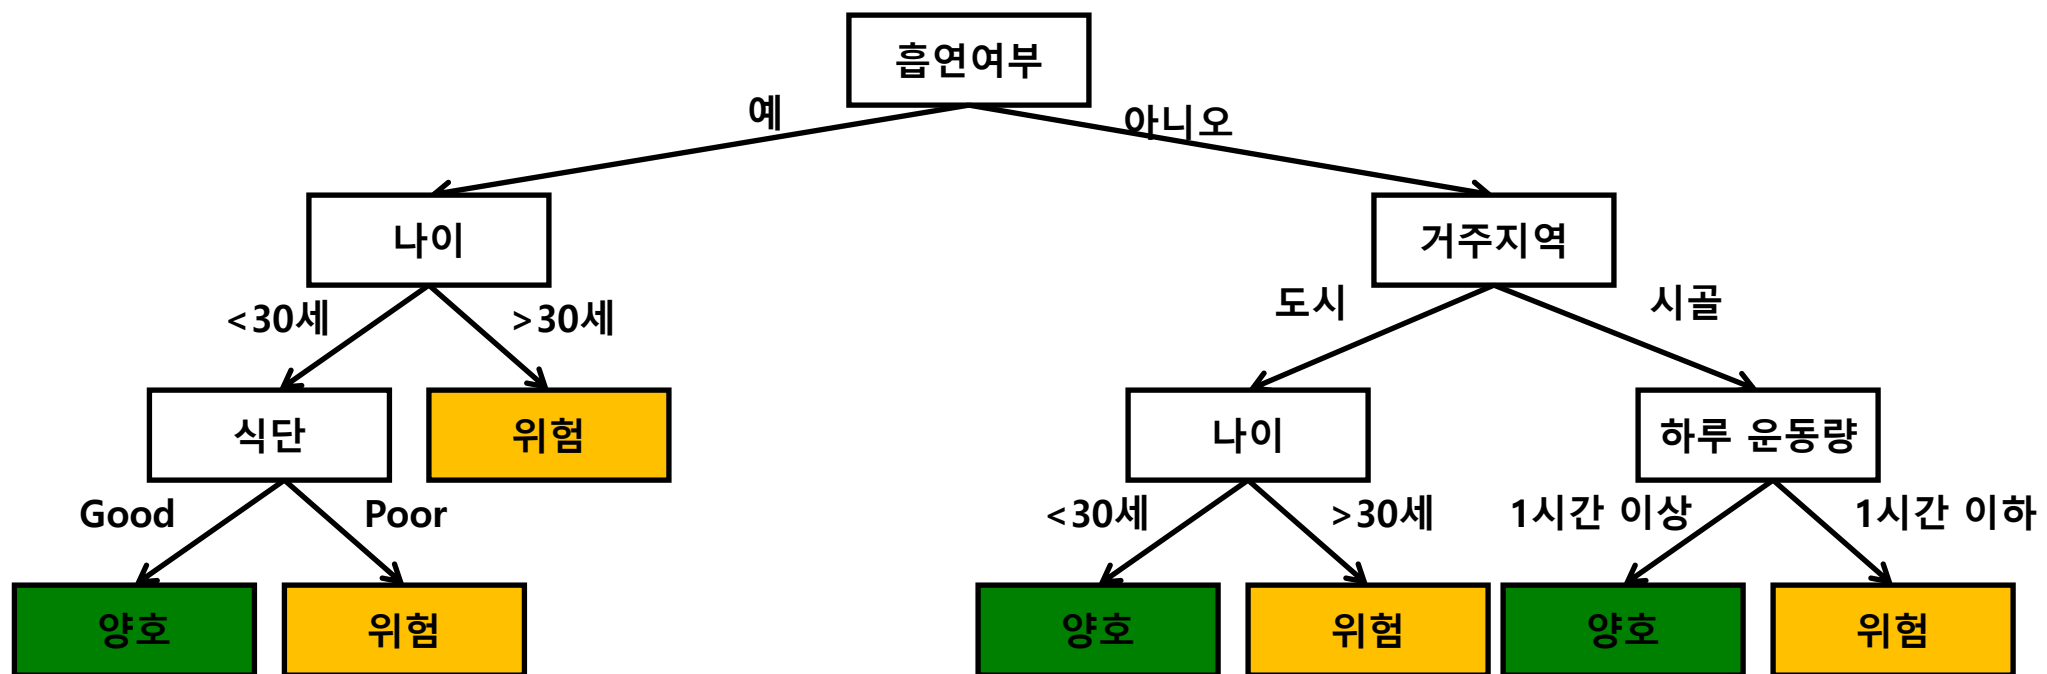 흡연여부
예
아니오
나이
거주지역
<30세
>30세
도시
시골
식단
위험
나이
하루 운동량
Good
Poor
<30세
>30세
1시간 이상
1시간 이하
양호
위험
양호
위험
양호
위험